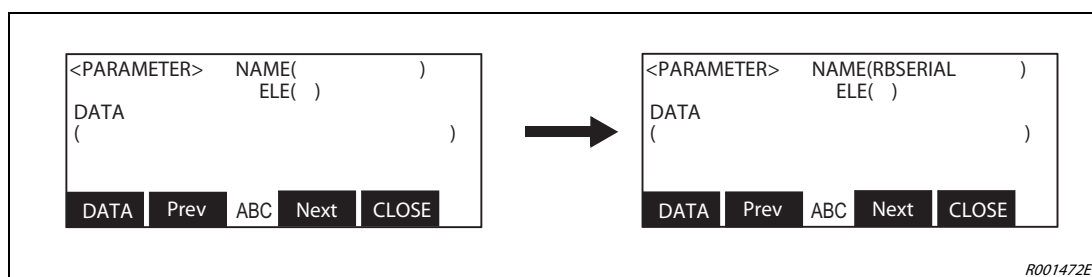 <PARAMETER> NAME( )
ELE( )
DATA
( )
DATA Prev ABC Next CLOSE
<PARAMETER> NAME(RBSERIAL )
ELE( )
DATA
( )
DATA Prev ABC Next CLOSE
R001472E